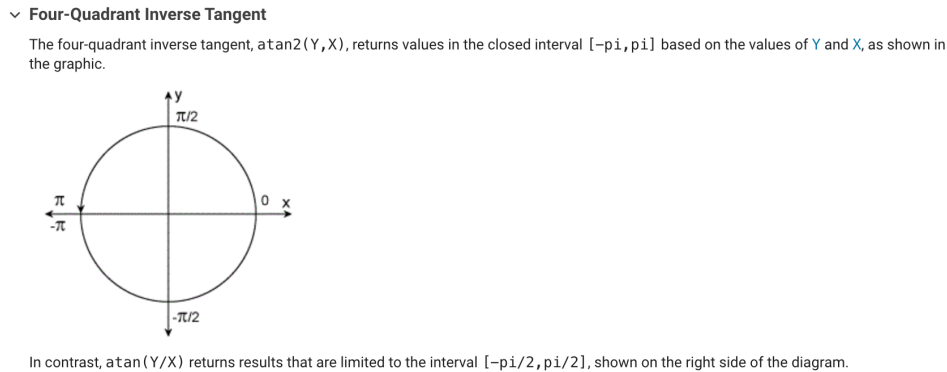 Four-Quadrant Inverse Tangent
The four-quadrant inverse tangent, atan2(Y,X), returns values in the closed interval [-pi,pi] based on the values of Y and X, as shown in
the graphic.
y
π/2
π
0 x
-π
-π/2
In contrast, atan(Y/X) returns results that are limited to the interval [-pi/2,pi/2], shown on the right side of the diagram.